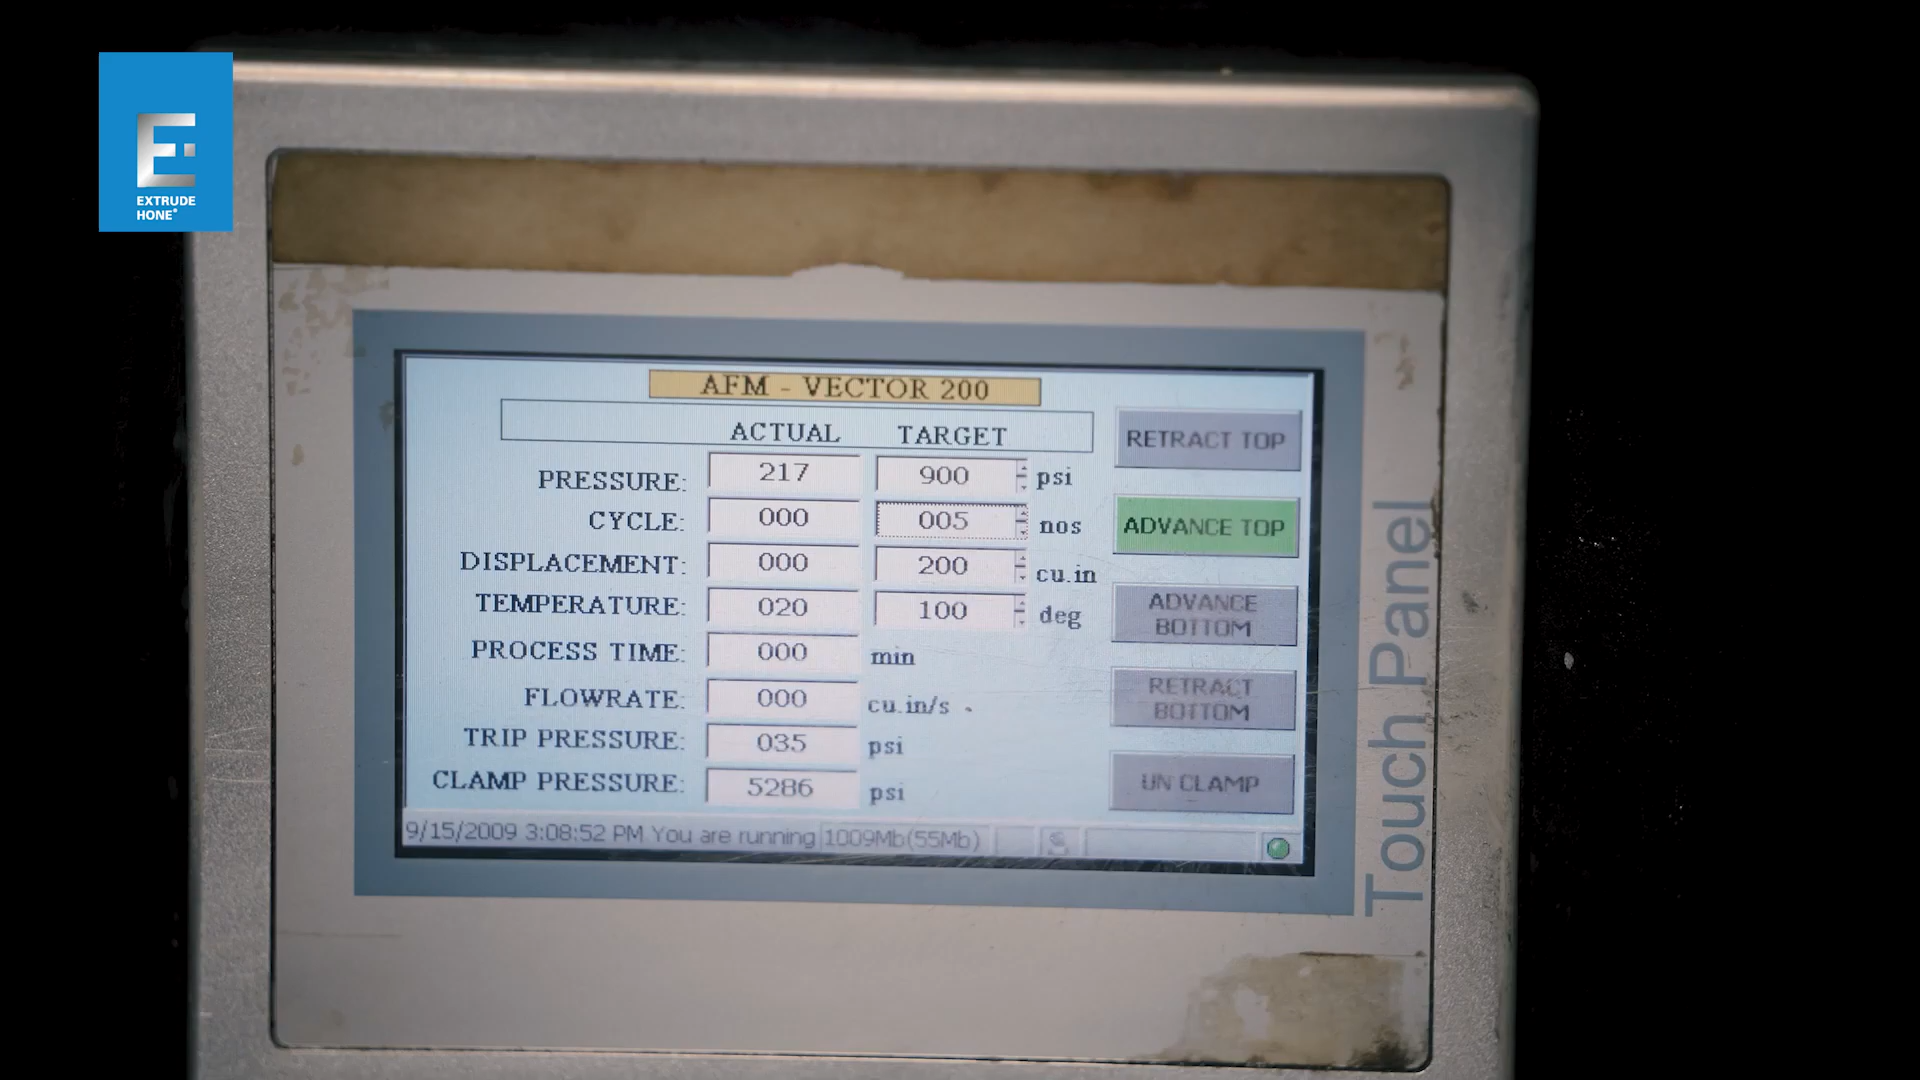 EXTRUDE
HONE®
AFM - VECTOR 200
ACTUAL TARGET
PRESSURE: 217 900 psi
CYCLE: 000 005 nos
DISPLACEMENT: 000 200 cu.in
TEMPERATURE: 020 100 deg
PROCESS TIME: 000 min
FLOWRATE: 000 cu.in/s
TRIP PRESSURE: 035 psi
CLAMP PRESSURE: 5286 psi
RETRACT TOP
ADVANCE TOP
ADVANCE
BOTTOM
RETRACT
BOTTOM
UN CLAMP
9/15/2009 3:08:52 PM You are running 1009Mb(55Mb)
Touch Panel